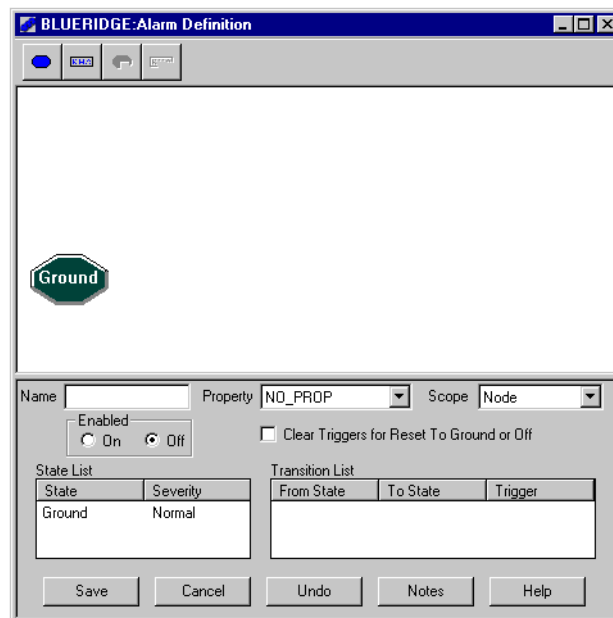 BLUERIDGE:Alarm Definition
Ground
Name Property NO_PROP Scope Node
Enabled
On Off Clear Triggers for Reset To Ground or Off
State List Transition List
State Severity From State To State Trigger
Ground Normal
Save Cancel Undo Notes Help